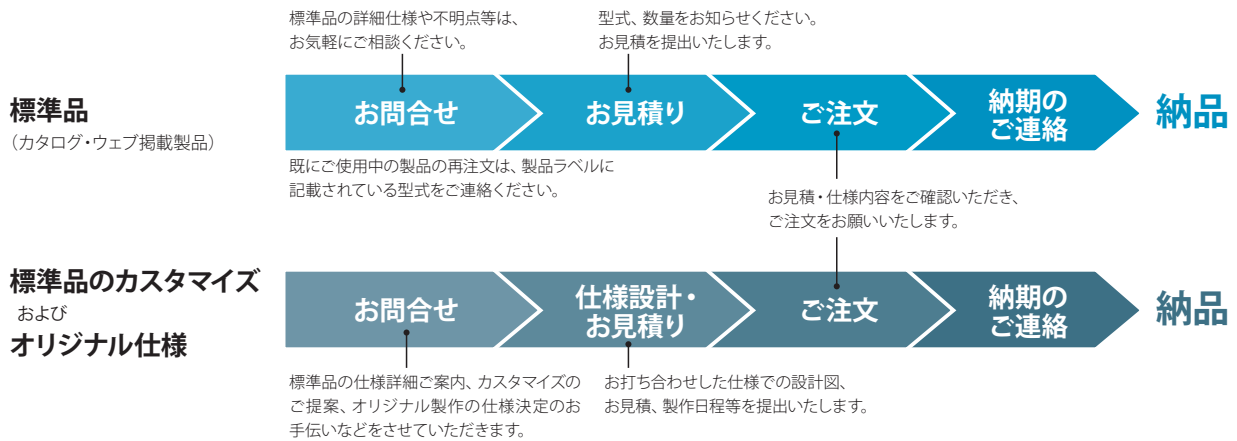 標準品の詳細仕様や不明点等は、
お気軽にご相談ください。
型式、数量をお知らせください。
お見積を提出いたします。
標準品
（カタログ・ウェブ掲載製品）
お問合せ
お見積り
ご注文
納期の
ご連絡
納品
既にご使用中の製品の再注文は、製品ラベルに
記載されている型式をご連絡ください。
お見積・仕様内容をご確認いただき、
ご注文をお願いいたします。
標準品のカスタマイズ
および
オリジナル仕様
お問合せ
仕様設計・
お見積り
ご注文
納期の
ご連絡
納品
標準品の仕様詳細ご案内、カスタマイズの
ご提案、オリジナル製作の仕様決定のお
手伝いなどをさせていただきます。
お打ち合わせした仕様での設計図、
お見積、製作日程等を提出いたします。